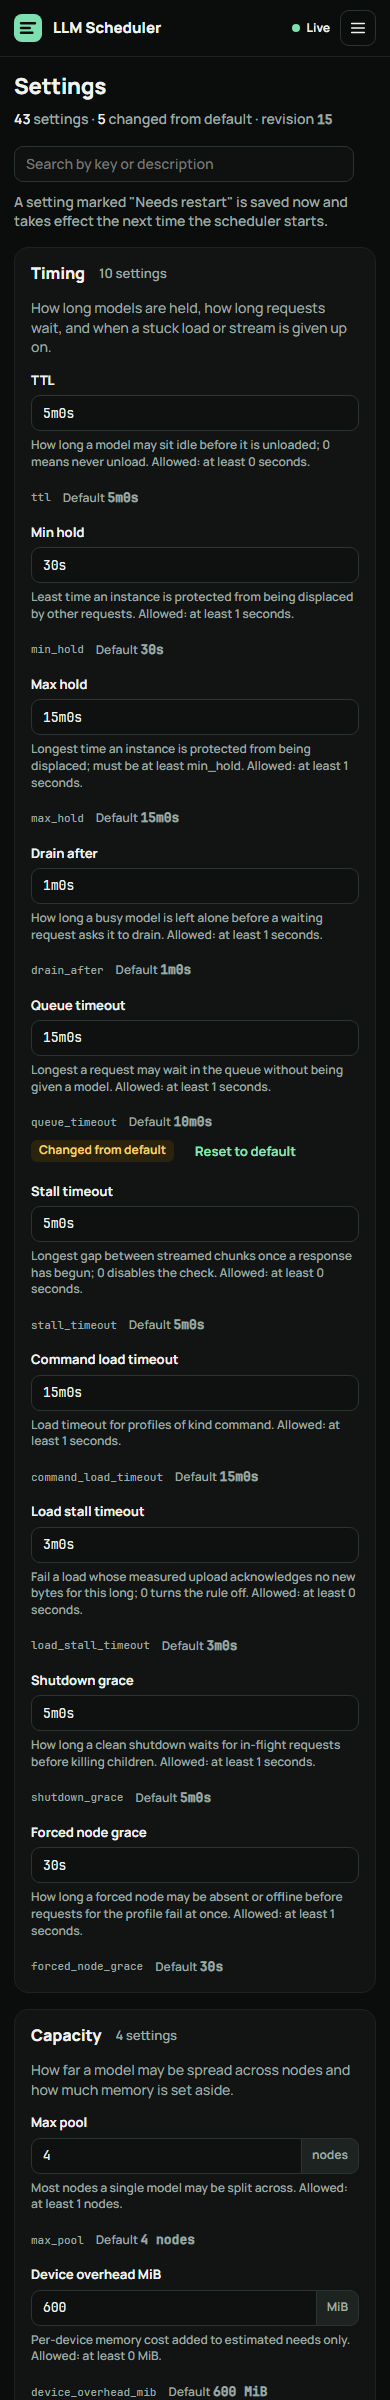 LLM Scheduler
Live
Settings
43 settings · 5 changed from default · revision 15
Search by key or description
A setting marked "Needs restart" is saved now and
takes effect the next time the scheduler starts.
Timing 10 settings
How long models are held, how long requests
wait, and when a stuck load or stream is given up
on.
TTL
5m0s
How long a model may sit idle before it is unloaded; 0
means never unload. Allowed: at least 0 seconds.
ttl Default 5m0s
Min hold
30s
Least time an instance is protected from being displaced
by other requests. Allowed: at least 1 seconds.
min_hold Default 30s
Max hold
15m0s
Longest time an instance is protected from being
displaced; must be at least min_hold. Allowed: at least 1
seconds.
max_hold Default 15m0s
Drain after
1m0s
How long a busy model is left alone before a waiting
request asks it to drain. Allowed: at least 1 seconds.
drain_after Default 1m0s
Queue timeout
15m0s
Longest a request may wait in the queue without being
given a model. Allowed: at least 1 seconds.
queue_timeout Default 10m0s
Changed from default Reset to default
Stall timeout
5m0s
Longest gap between streamed chunks once a response
has begun; 0 disables the check. Allowed: at least 0
seconds.
stall_timeout Default 5m0s
Command load timeout
15m0s
Load timeout for profiles of kind command. Allowed: at
least 1 seconds.
command_load_timeout Default 15m0s
Load stall timeout
3m0s
Fail a load whose measured upload acknowledges no new
bytes for this long; 0 turns the rule off. Allowed: at least 0
seconds.
load_stall_timeout Default 3m0s
Shutdown grace
5m0s
How long a clean shutdown waits for in-flight requests
before killing children. Allowed: at least 1 seconds.
shutdown_grace Default 5m0s
Forced node grace
30s
How long a forced node may be absent or offline before
requests for the profile fail at once. Allowed: at least 1
seconds.
forced_node_grace Default 30s
Capacity 4 settings
How far a model may be spread across nodes and
how much memory is set aside.
Max pool
4 nodes
Most nodes a single model may be split across. Allowed:
at least 1 nodes.
max_pool Default 4 nodes
Device overhead MiB
600 MiB
Per-device memory cost added to estimated needs only.
Allowed: at least 0 MiB.
device_overhead_mib Default 600 MiB